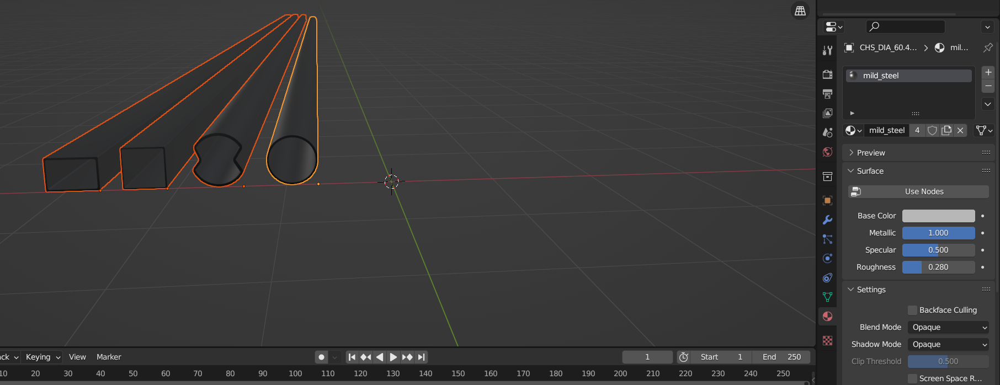 CHS_DIA_60.4... mil...
mild_steel
mild_steel 4
Preview
Surface
Use Nodes
Base Color
Metallic 1.000
Specular 0.500
Roughness 0.280
Settings
Backface Culling
Blend Mode Opaque
Shadow Mode Opaque
Clip Threshold 0.500
Screen Space R...
ack Keying View Marker 1 Start 1 End 250
10 20 30 40 50 60 70 80 90 100 110 120 130 140 150 160 170 180 190 200 210 220 230 240 250